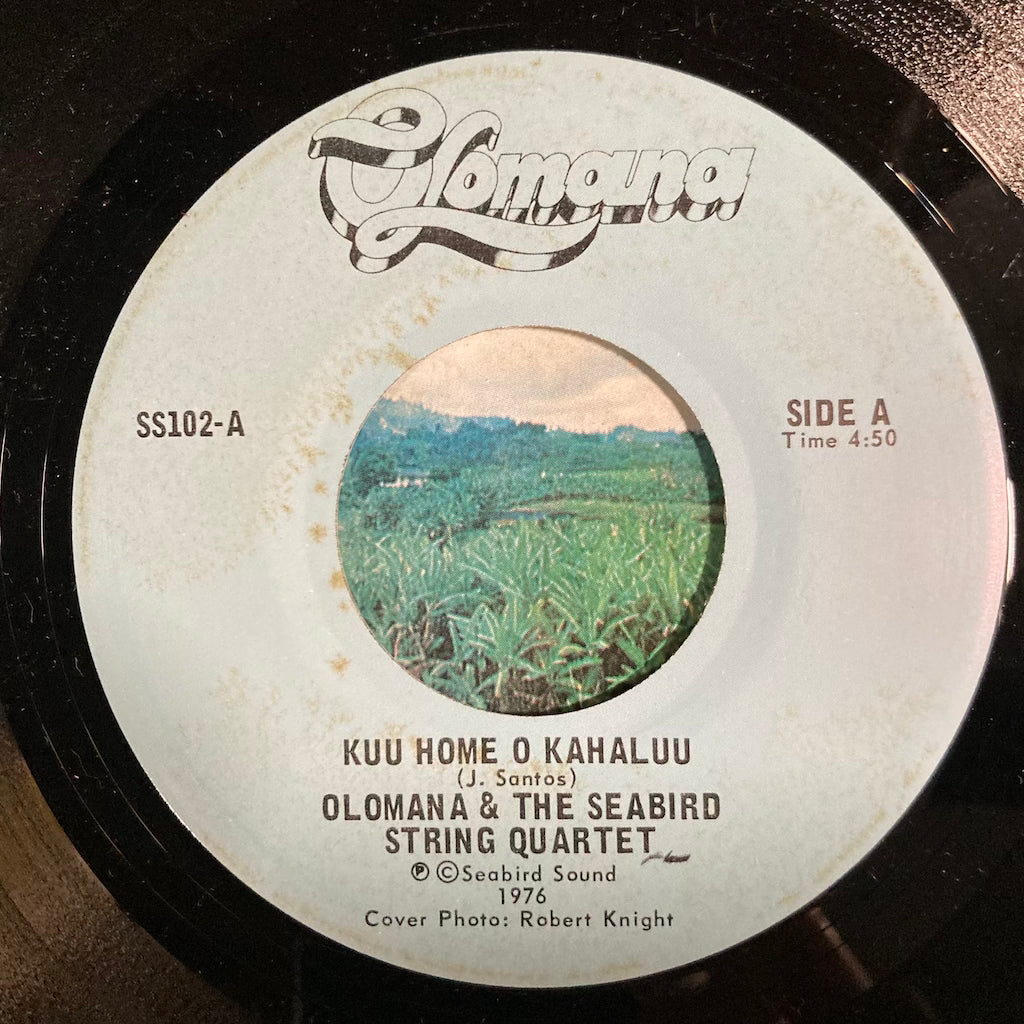 Olomana
SS102-A
SIDE A
Time 4:50
KUU HOME O KAHALUU
(J. Santos)
OLOMANA & THE SEABIRD
STRING QUARTET
℗ ©Seabird Sound
1976
Cover Photo: Robert Knight